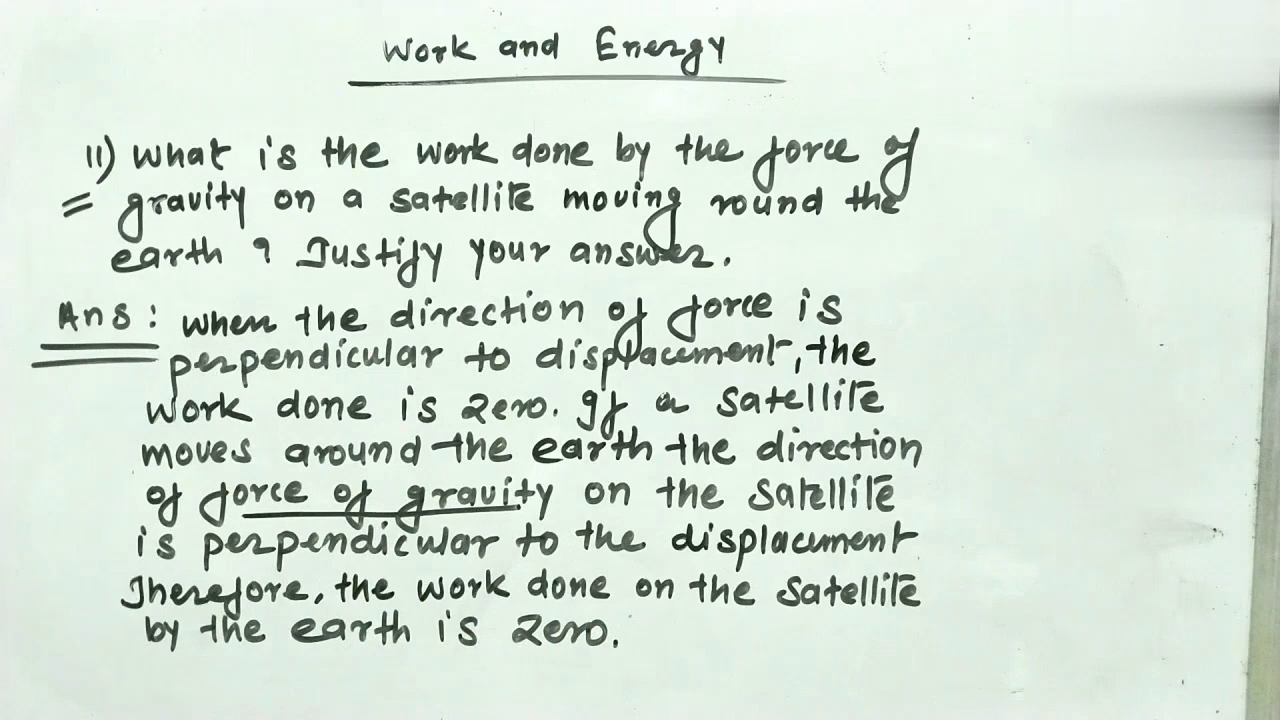 Work and Energy
11) What is the work done by the force of
gravity on a satellite moving round the
earth ? Justify your answer.
Ans : When the direction of force is
perpendicular to displacement, the
work done is zero. If a satellite
moves around the earth the direction
of force of gravity on the satellite
is perpendicular to the displacement
Therefore, the work done on the satellite
by the earth is zero.